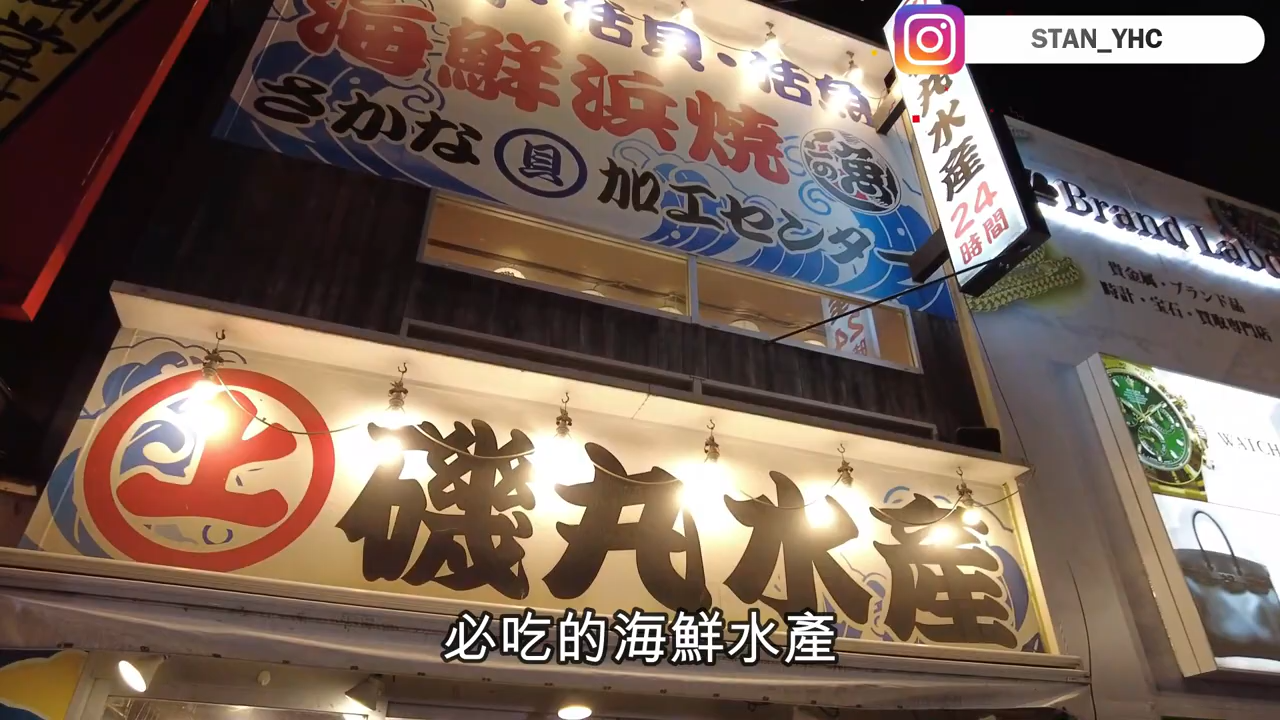 STAN_YHC
活貝・活魚
海鮮浜焼
さかな
貝
加工センター
丸水産
24
時間
Brand Lab
貴金属・ブランド品
時計・宝石・買取専門店
WATCH
磯丸水産
必吃的海鮮水產